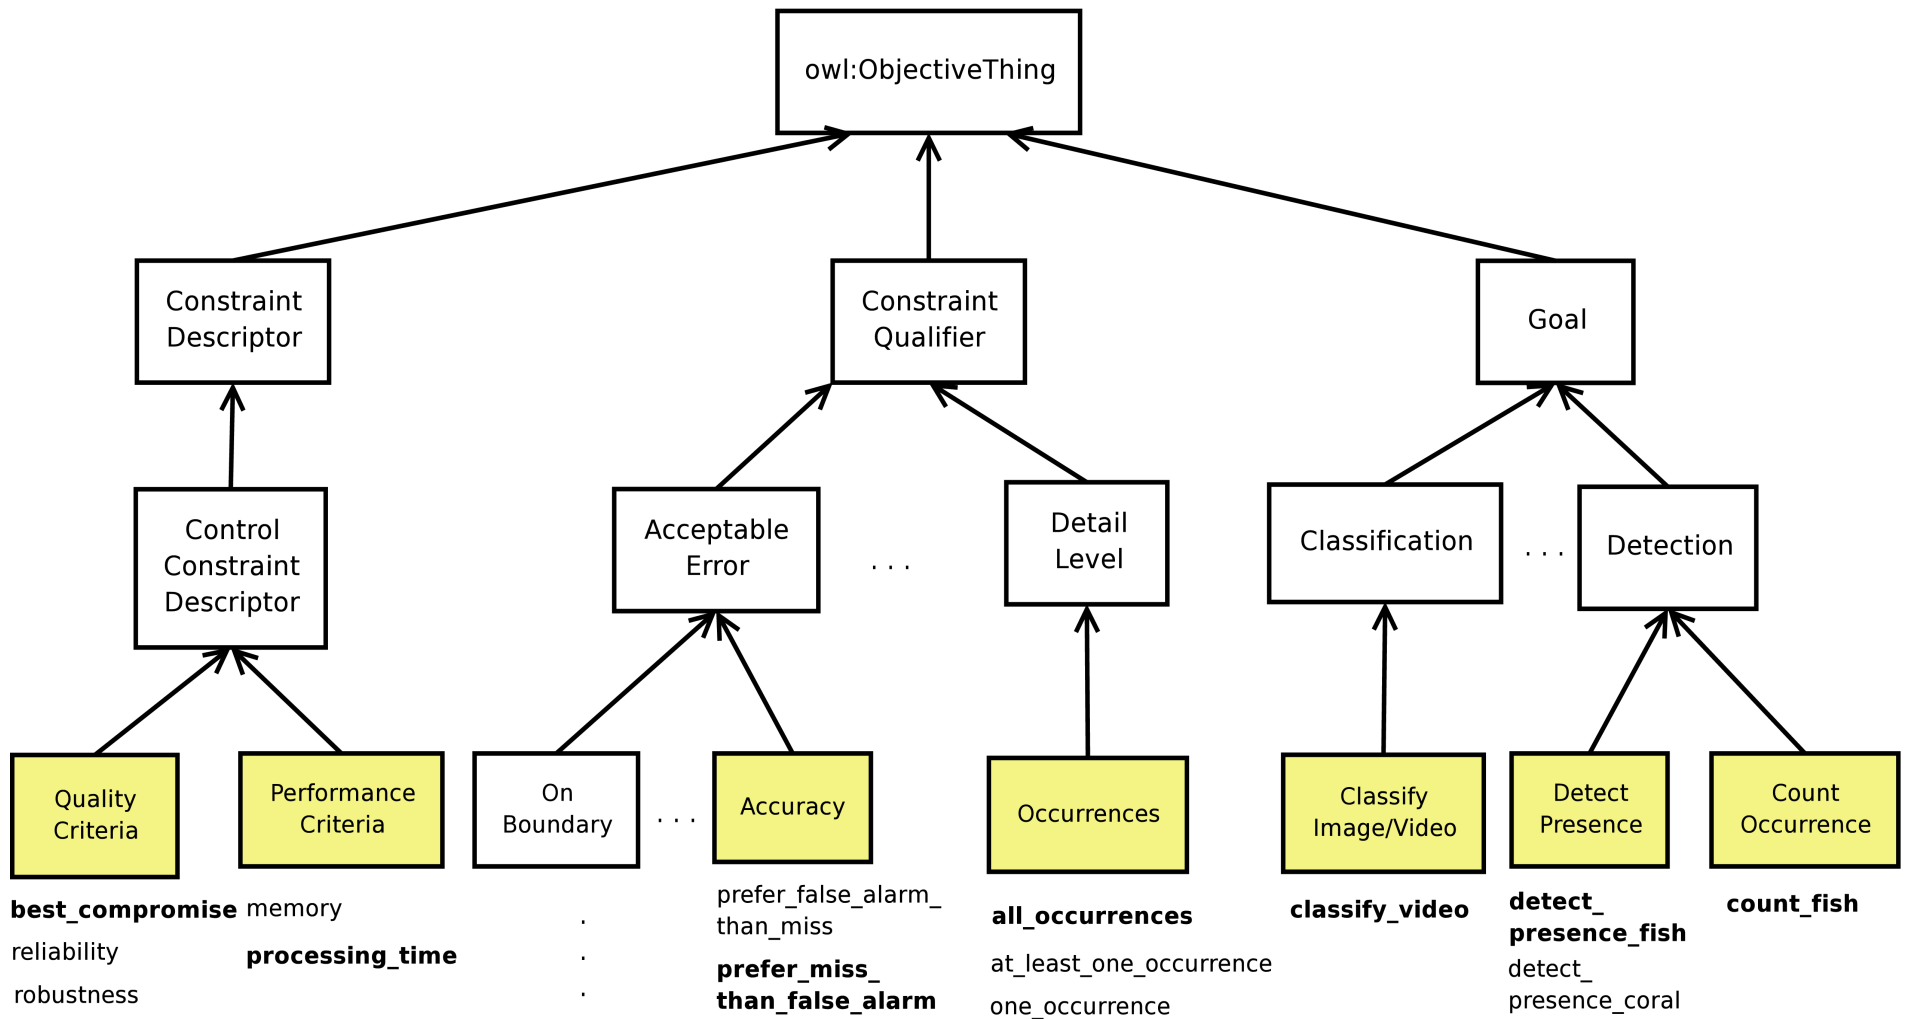 owl:ObjectiveThing
Constraint
Descriptor
Constraint
Qualifier
Goal
Control
Constraint
Descriptor
Acceptable
Error
. . .
Detail
Level
Classification
. . .
Detection
Quality
Criteria
Performance
Criteria
On
Boundary
. . .
Accuracy
Occurrences
Classify
Image/Video
Detect
Presence
Count
Occurrence
best_compromise
reliability
robustness
memory
processing_time
.
.
.
prefer_false_alarm_
than_miss
prefer_miss_
than_false_alarm
all_occurrences
at_least_one_occurrence
one_occurrence
classify_video
detect_
presence_fish
detect_
presence_coral
count_fish